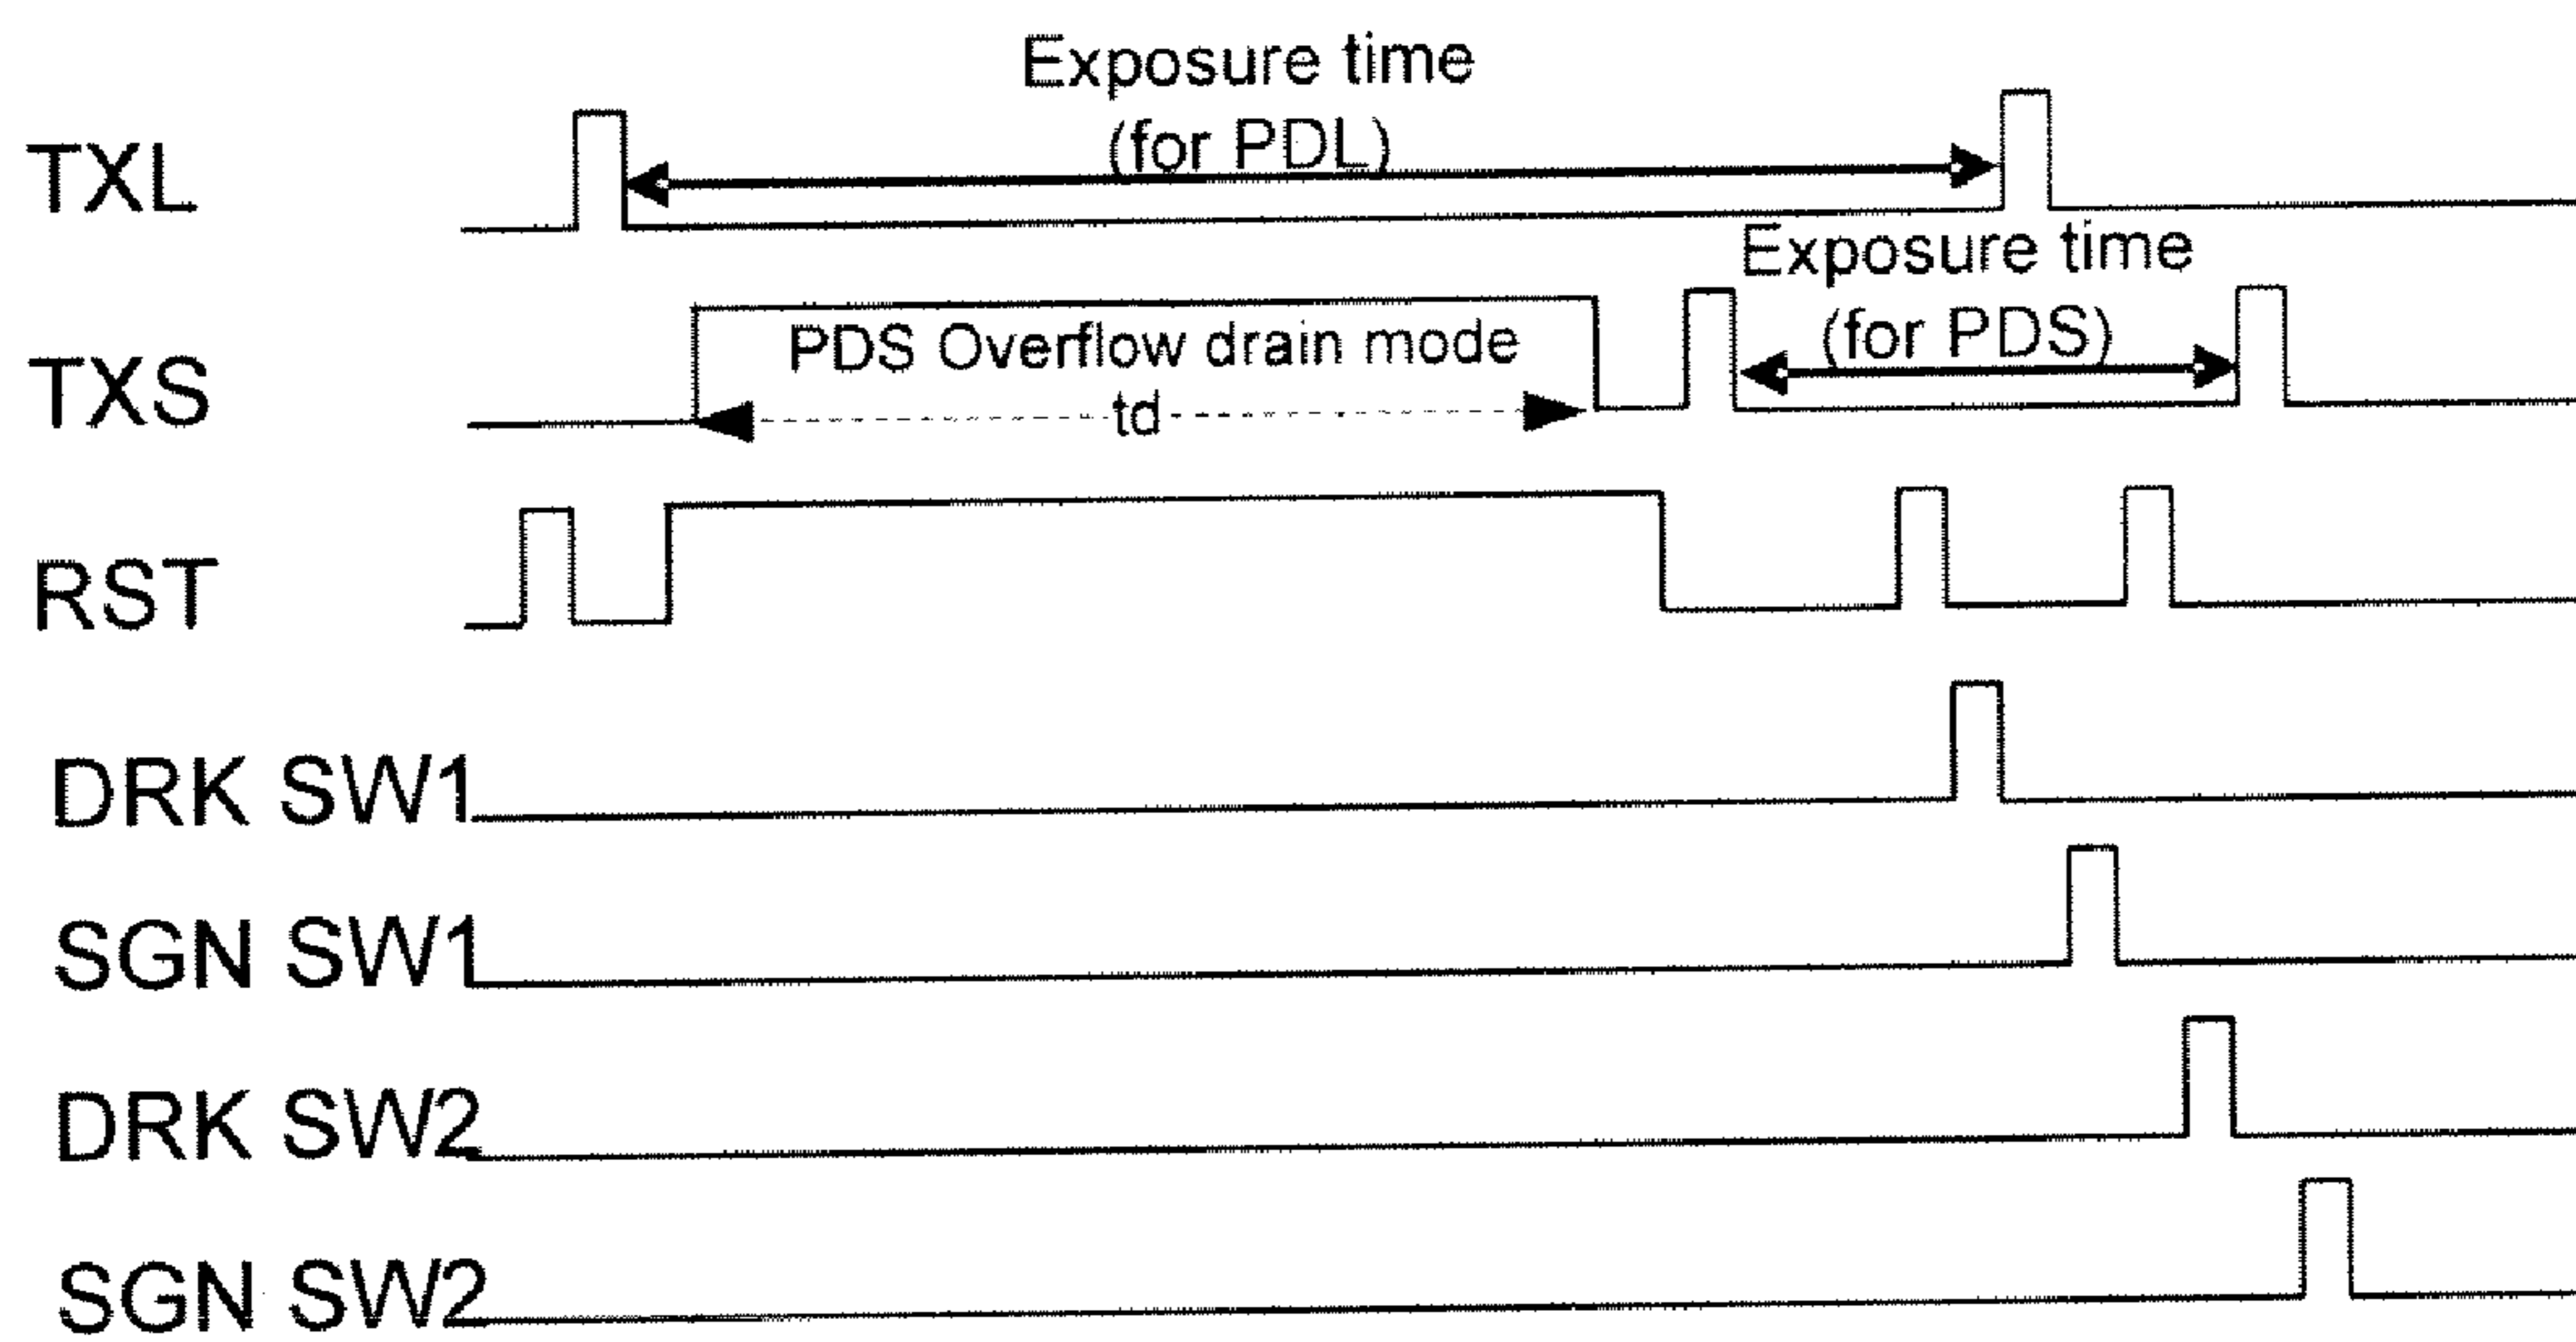 Exposure time
(for PDL)
TXL
Exposure time
(for PDS)
TXS
PDS Overflow drain mode
td
RST
DRK SW1
SGN SW1
DRK SW2
SGN SW2